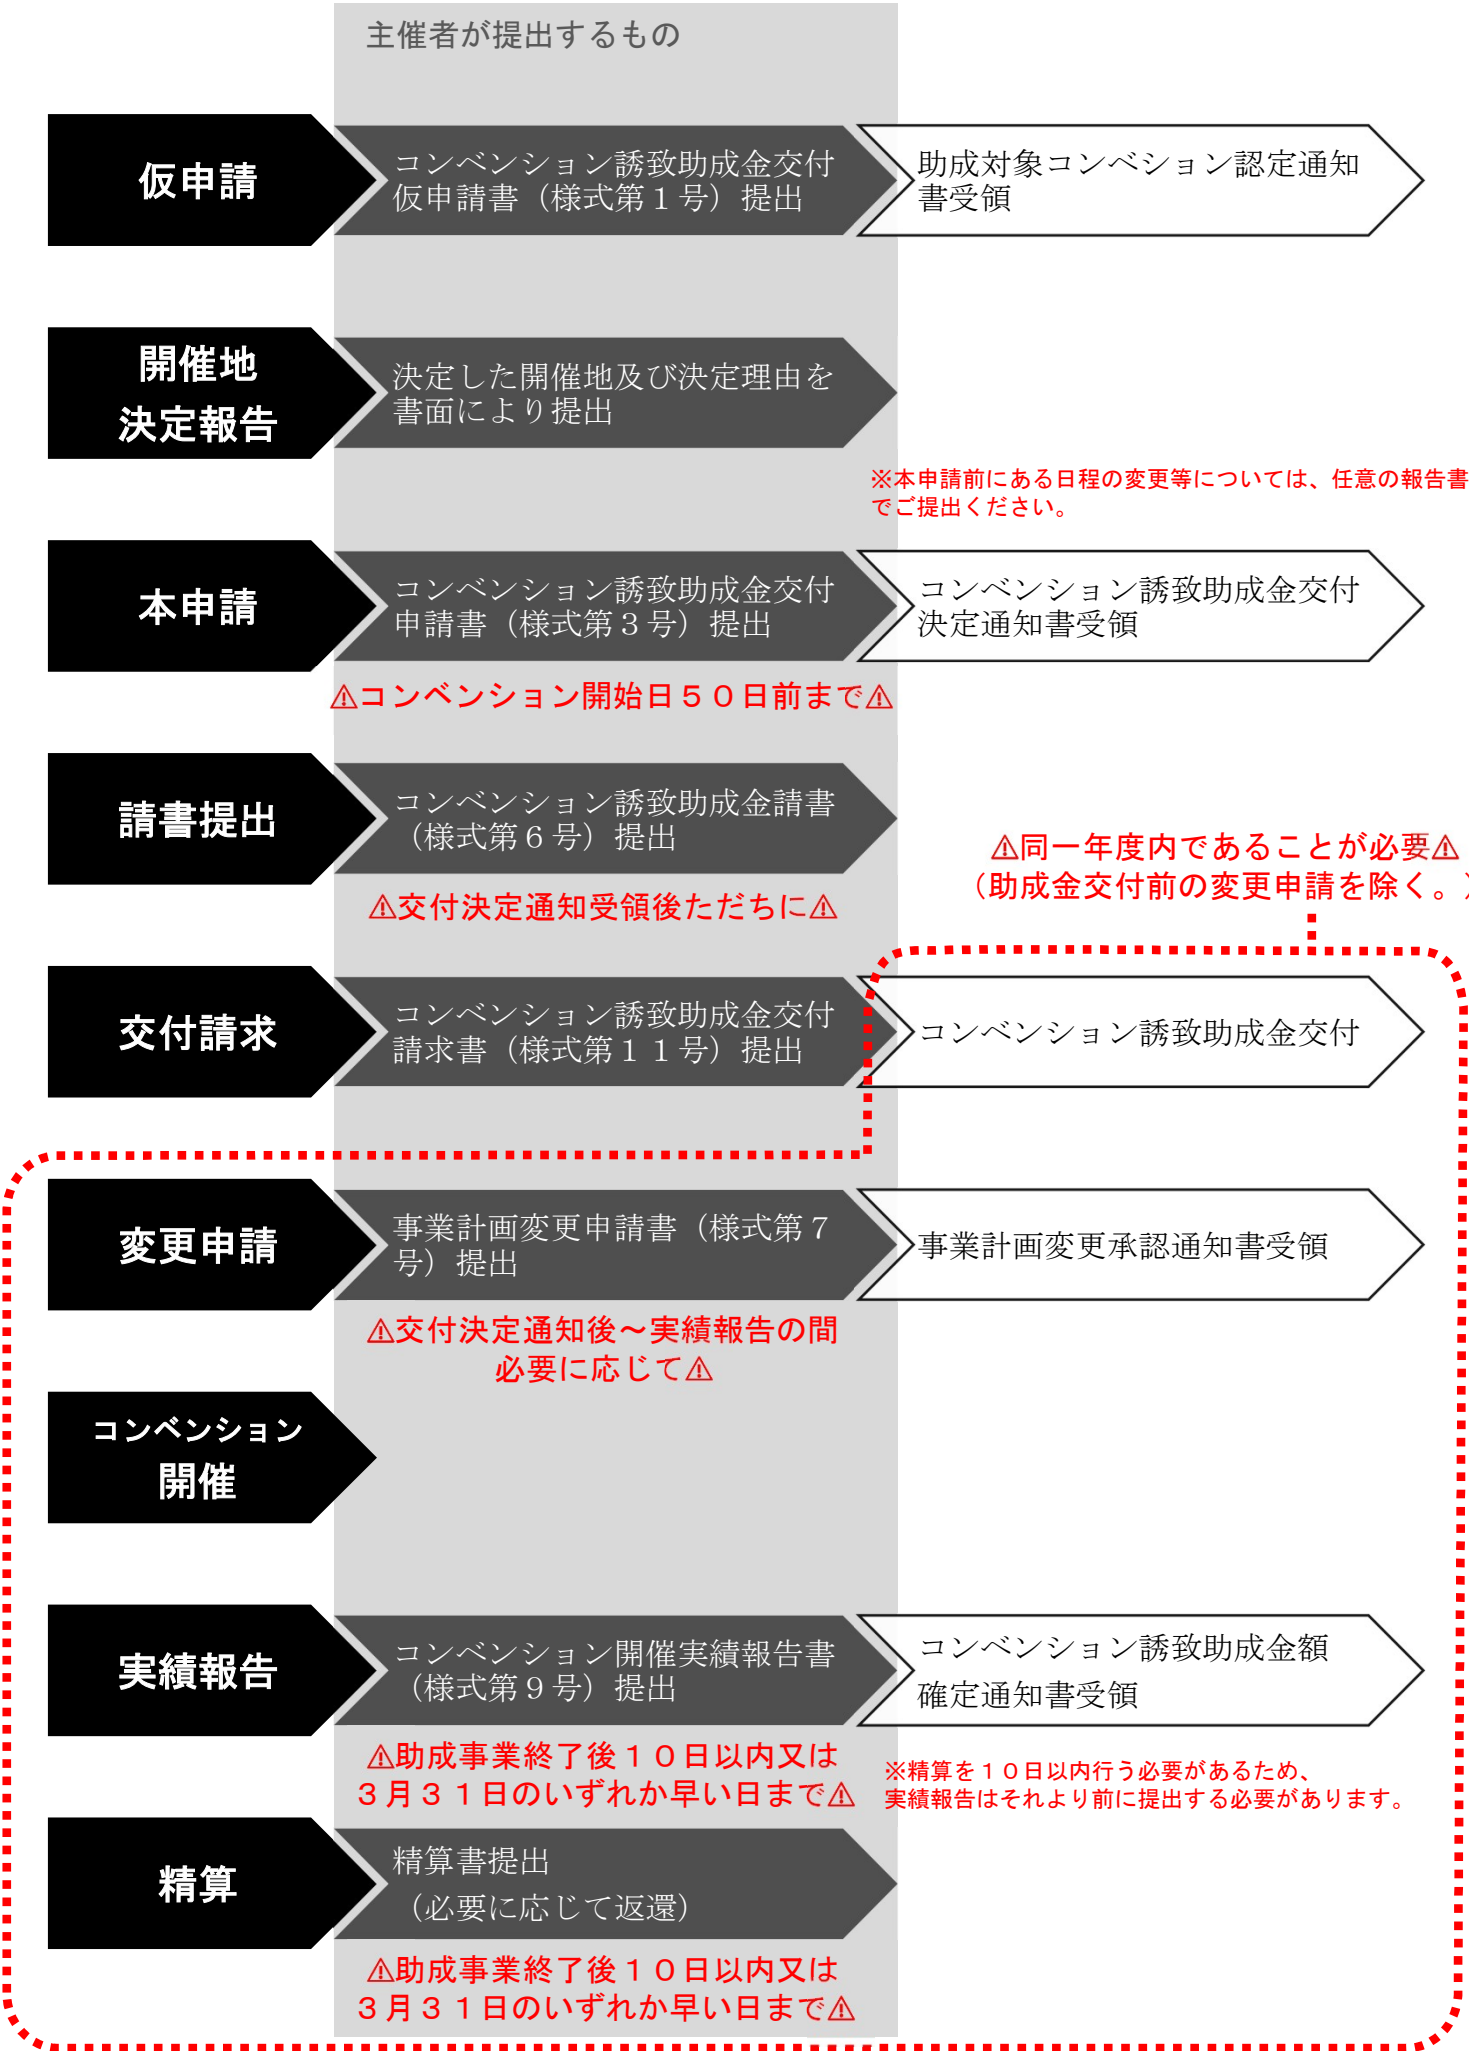 主催者が提出するもの
仮申請
コンベンション誘致助成金交付
仮申請書（様式第１号）提出
助成対象コンベション認定通知
書受領
開催地
決定報告
決定した開催地及び決定理由を
書面により提出
※本申請前にある日程の変更等については、任意の報告書
でご提出ください。
本申請
コンベンション誘致助成金交付
申請書（様式第３号）提出
コンベンション誘致助成金交付
決定通知書受領
⚠コンベンション開始日５０日前まで⚠
請書提出
コンベンション誘致助成金請書
（様式第６号）提出
⚠交付決定通知受領後ただちに⚠
⚠同一年度内であることが必要⚠
（助成金交付前の変更申請を除く。）
交付請求
コンベンション誘致助成金交付
請求書（様式第１１号）提出
コンベンション誘致助成金交付
変更申請
事業計画変更申請書（様式第７
号）提出
事業計画変更承認通知書受領
⚠交付決定通知後～実績報告の間
必要に応じて⚠
コンベンション
開催
実績報告
コンベンション開催実績報告書
（様式第９号）提出
コンベンション誘致助成金額
確定通知書受領
⚠助成事業終了後１０日以内又は
３月３１日のいずれか早い日まで⚠
※精算を１０日以内行う必要があるため、
実績報告はそれより前に提出する必要があります。
精算
精算書提出
（必要に応じて返還）
⚠助成事業終了後１０日以内又は
３月３１日のいずれか早い日まで⚠